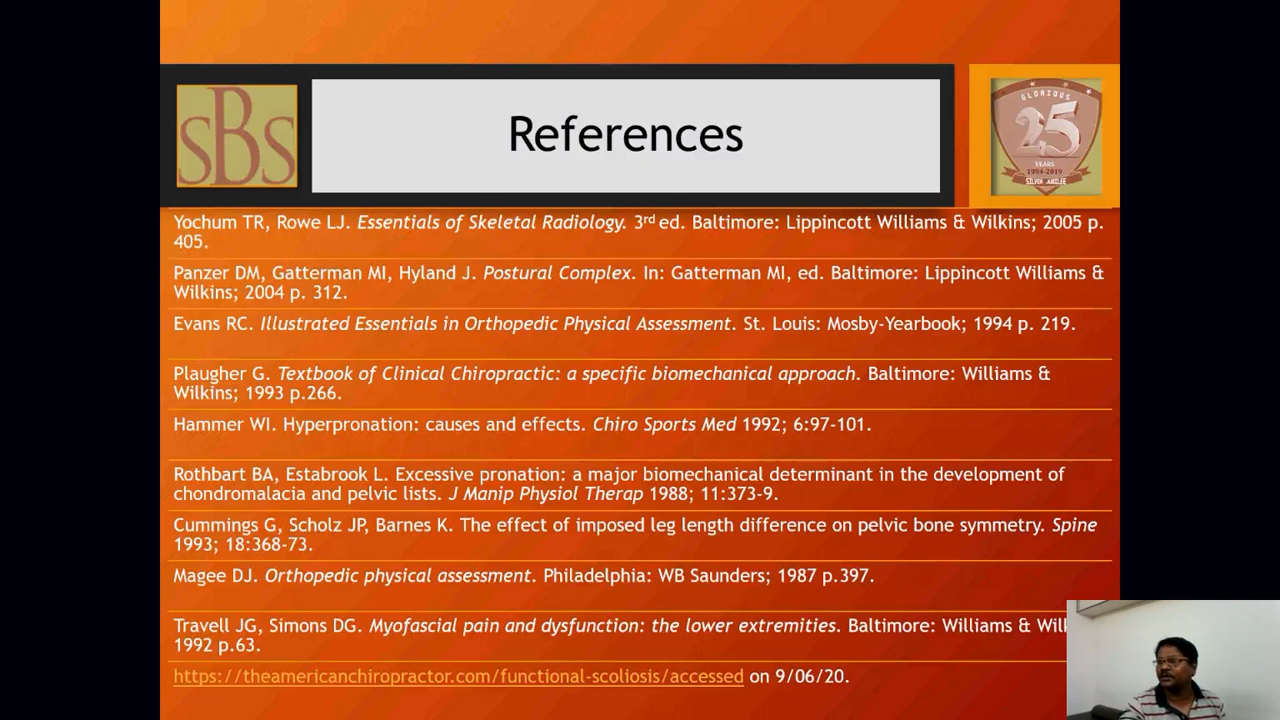 SBS
References
GLORIOUS
25
YEARS
1994-2019
SILVER JUBILEE
Yochum TR, Rowe LJ. Essentials of Skeletal Radiology. 3rd ed. Baltimore: Lippincott Williams & Wilkins; 2005 p.
405.
Panzer DM, Gatterman MI, Hyland J. Postural Complex. In: Gatterman MI, ed. Baltimore: Lippincott Williams &
Wilkins; 2004 p. 312.
Evans RC. Illustrated Essentials in Orthopedic Physical Assessment. St. Louis: Mosby-Yearbook; 1994 p. 219.
Plaugher G. Textbook of Clinical Chiropractic: a specific biomechanical approach. Baltimore: Williams &
Wilkins; 1993 p.266.
Hammer WI. Hyperpronation: causes and effects. Chiro Sports Med 1992; 6:97-101.
Rothbart BA, Estabrook L. Excessive pronation: a major biomechanical determinant in the development of
chondromalacia and pelvic lists. J Manip Physiol Therap 1988; 11:373-9.
Cummings G, Scholz JP, Barnes K. The effect of imposed leg length difference on pelvic bone symmetry. Spine
1993; 18:368-73.
Magee DJ. Orthopedic physical assessment. Philadelphia: WB Saunders; 1987 p.397.
Travell JG, Simons DG. Myofascial pain and dysfunction: the lower extremities. Baltimore: Williams &
1992 p.63.
https://theamericanchiropractor.com/functional-scoliosis/accessed on 9/06/20.